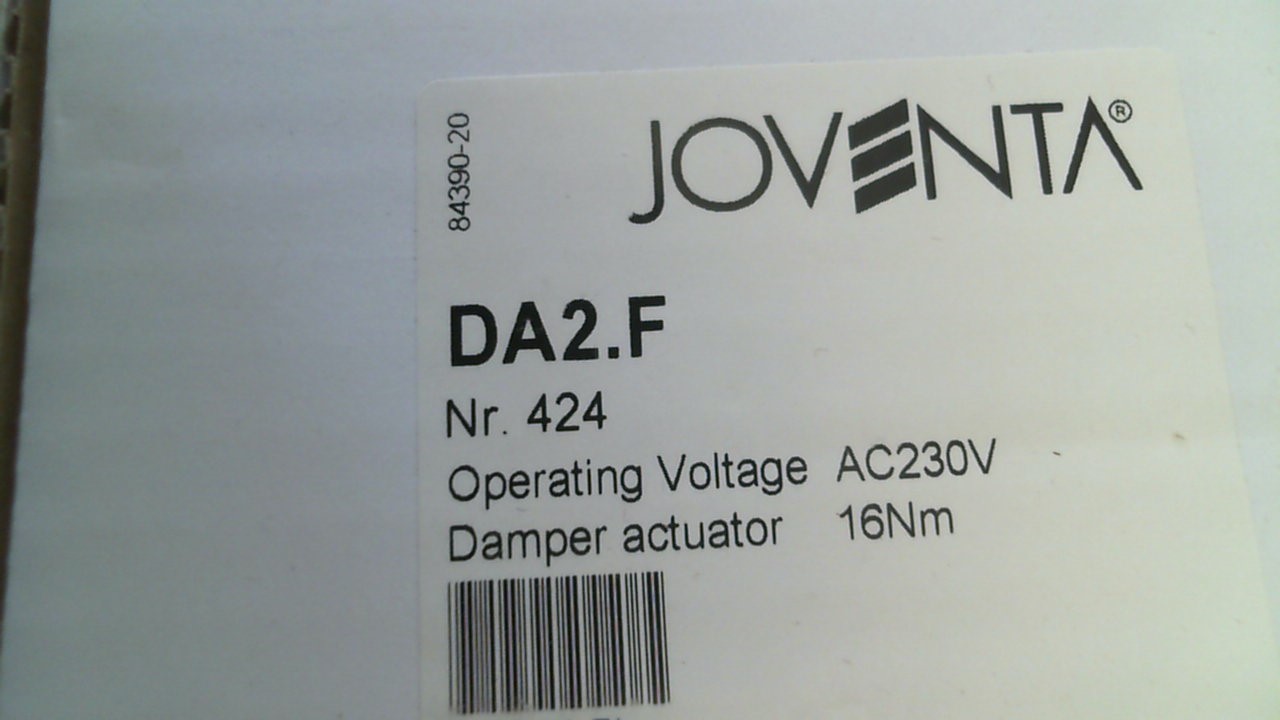 84390-20
JOVENTA®
DA2.F
Nr. 424
Operating Voltage AC230V
Damper actuator 16Nm